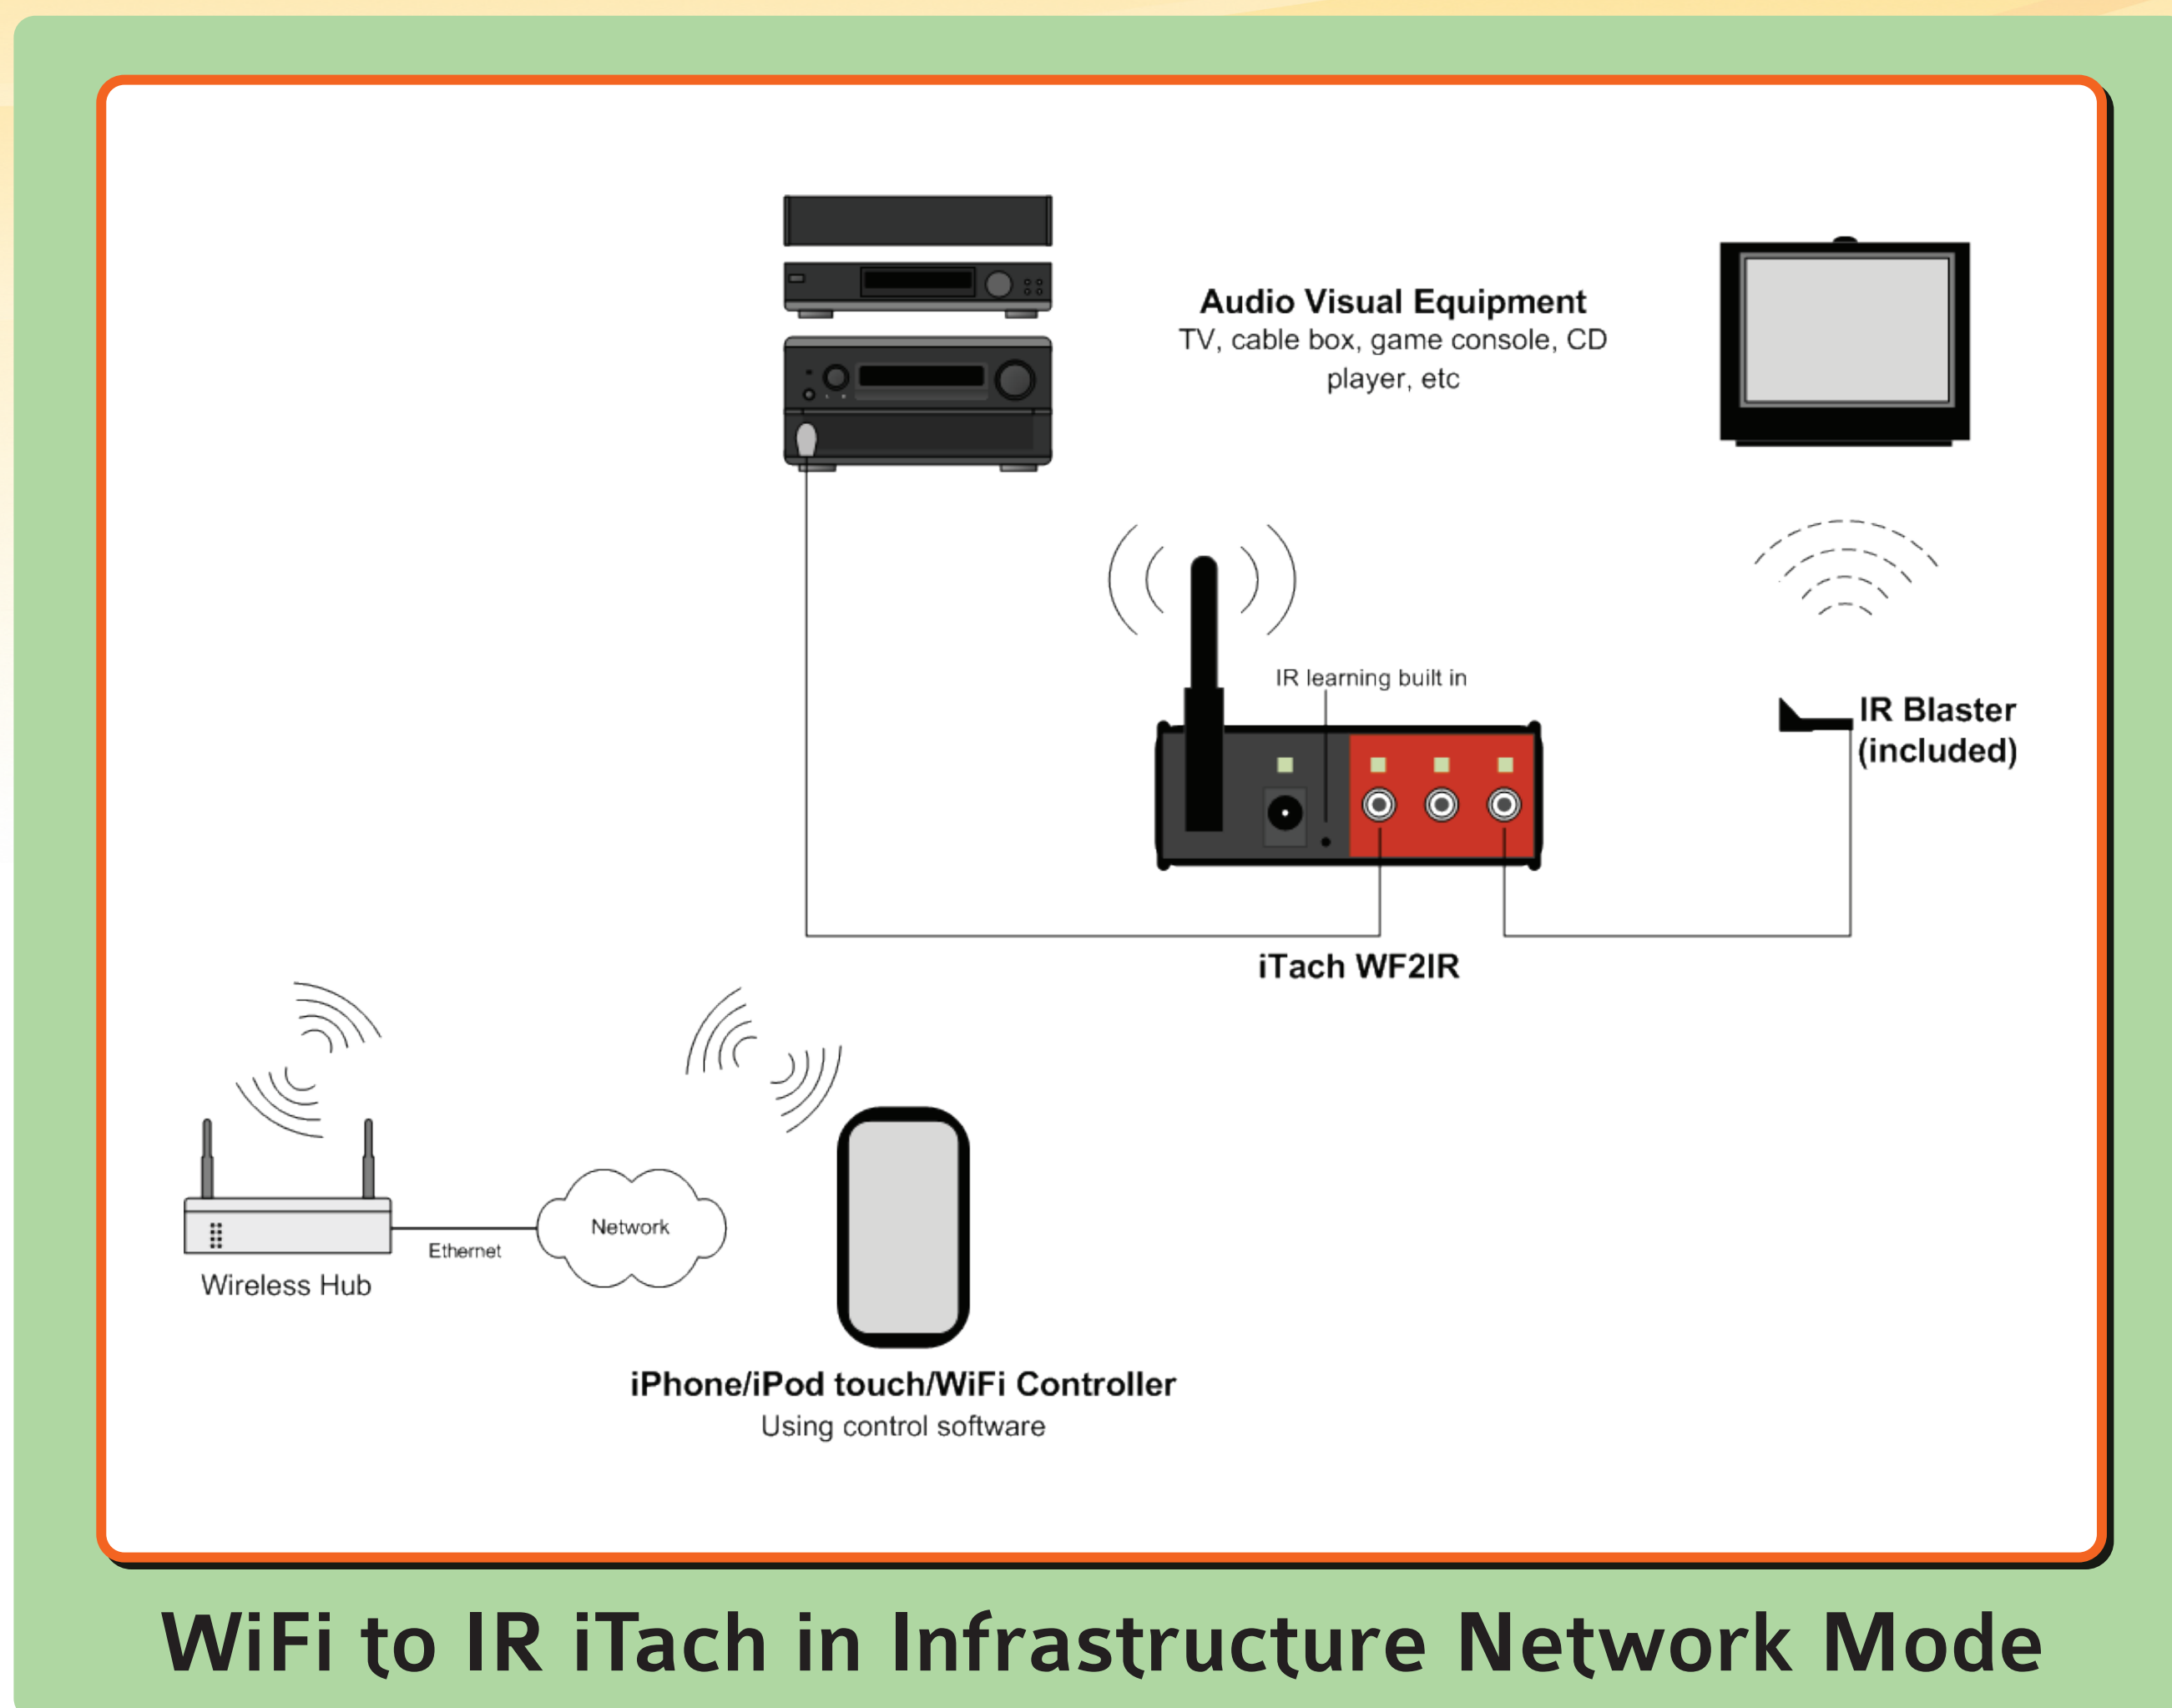 Audio Visual Equipment
TV, cable box, game console, CD
player, etc
IR learning built in
IR Blaster
(included)
iTach WF2IR
Network
Ethernet
Wireless Hub
iPhone/iPod touch/WiFi Controller
Using control software
WiFi to IR iTach in Infrastructure Network Mode